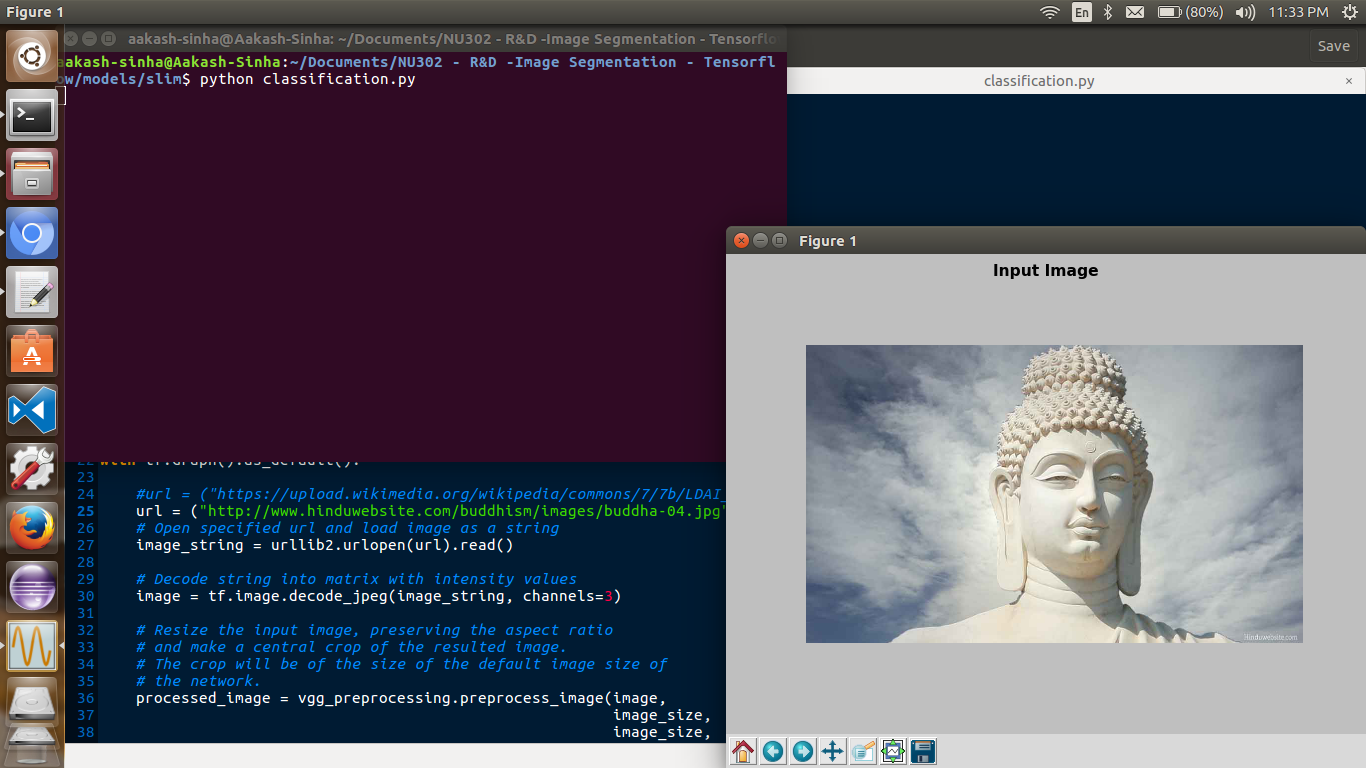 Figure 1
En
(80%)
11:33 PM
aakash-sinha@Aakash-Sinha: ~/Documents/NU302 - R&D -Image Segmentation - Tensorflo
Save
aakash-sinha@Aakash-Sinha:~/Documents/NU302 - R&D -Image Segmentation - Tensorfl
ow/models/slim$ python classification.py
classification.py
Figure 1
Input Image
Hinduwebsite.com
22 with tf.Graph().as_default():
23
24 #url = ("https://upload.wikimedia.org/wikipedia/commons/7/7b/LDAI_
25 url = ("http://www.hinduwebsite.com/buddhism/images/buddha-04.jpg"
26 # Open specified url and load image as a string
27 image_string = urllib2.urlopen(url).read()
28
29 # Decode string into matrix with intensity values
30 image = tf.image.decode_jpeg(image_string, channels=3)
31
32 # Resize the input image, preserving the aspect ratio
33 # and make a central crop of the resulted image.
34 # The crop will be of the size of the default image size of
35 # the network.
36 processed_image = vgg_preprocessing.preprocess_image(image,
37 image_size,
38 image_size,